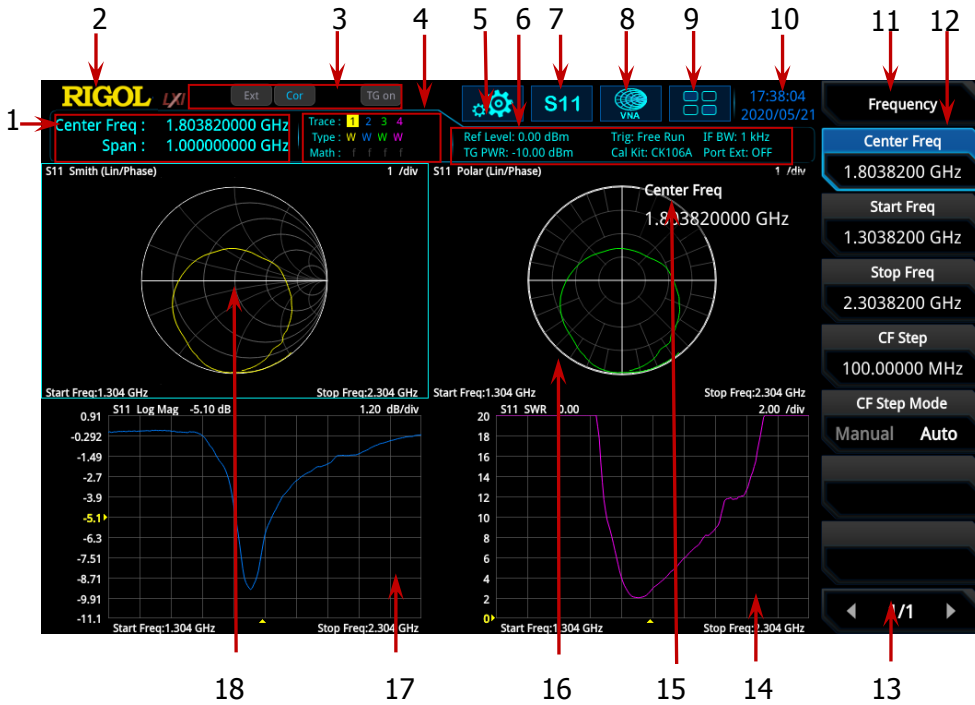 2 3 4 5 6 7 8 9 10 11 12
RIGOL LXI Ext Cor TG on S11 VNA 17:38:04
2020/05/21
1
Center Freq : 1.803820000 GHz
Span : 1.000000000 GHz
Trace : 1 2 3 4
Type : W W W W
Math : f f f f
Ref Level: 0.00 dBm Trig: Free Run IF BW: 1 kHz
TG PWR: -10.00 dBm Cal Kit: CK106A Port Ext: OFF
S11 Smith (Lin/Phase) 1 /div
Start Freq:1.304 GHz Stop Freq:2.304 GHz
S11 Polar (Lin/Phase) 1 /div
Center Freq
1.803820000 GHz
Start Freq:1.304 GHz Stop Freq:2.304 GHz
S11 Log Mag -5.10 dB 1.20 dB/div
0.91
-0.292
-1.49
-2.7
-3.9
-5.1
-6.3
-7.51
-8.71
-9.91
-11.1
Start Freq:1.304 GHz Stop Freq:2.304 GHz
S11 SWR 0.00 2.00 /div
20
18
16
14
12
10
8
6
4
2
0
Start Freq:1.304 GHz Stop Freq:2.304 GHz
Frequency
Center Freq
1.8038200 GHz
Start Freq
1.3038200 GHz
Stop Freq
2.3038200 GHz
CF Step
100.00000 MHz
CF Step Mode
Manual Auto
1/1
18 17 16 15 14 13